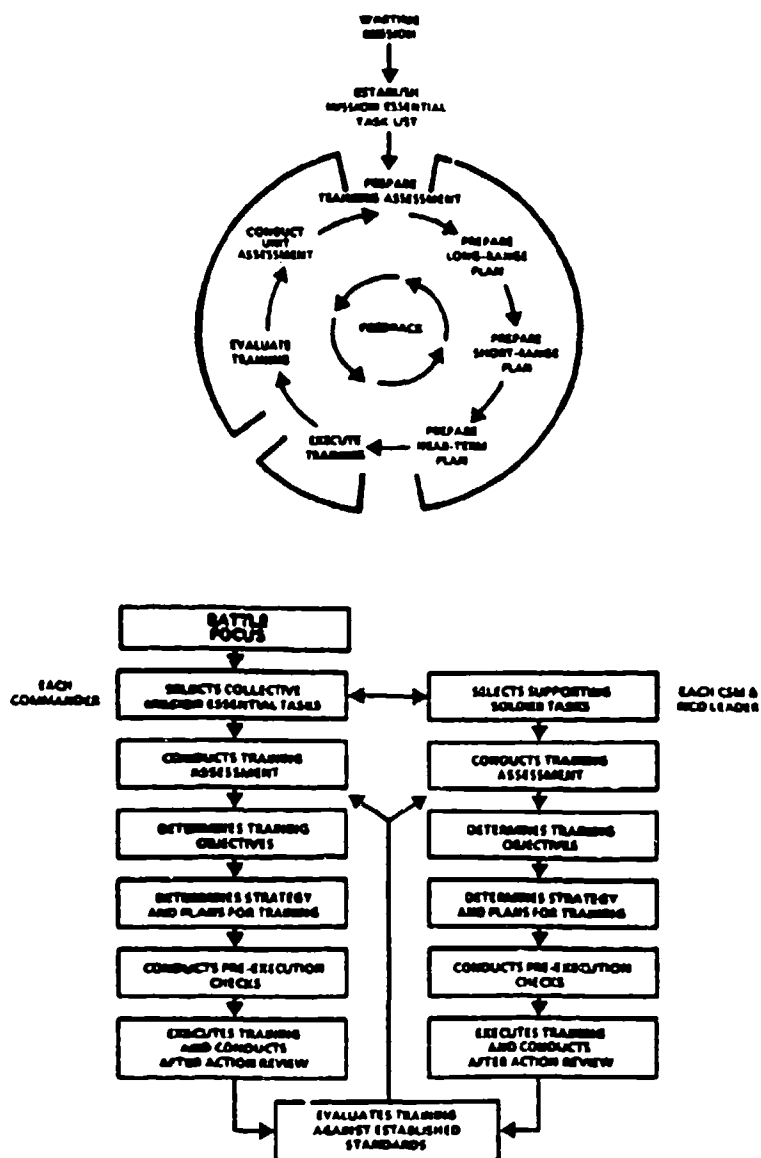 WARTIME
MISSION
ESTABLISH
MISSION ESSENTIAL
TASK LIST
PREPARE
TRAINING ASSESSMENT
CONDUCT
UNIT
ASSESSMENT
PREPARE
LONG-RANGE
PLAN
FEEDBACK
EVALUATE
TRAINING
PREPARE
SHORT-RANGE
PLAN
EXECUTE
TRAINING
PREPARE
NEAR-TERM
PLAN
BATTLE
FOCUS
EACH
COMMANDER
SELECTS COLLECTIVE
MISSION ESSENTIAL TASKS
SELECTS SUPPORTING
SOLDIER TASKS
EACH CSM &
NCO LEADER
CONDUCTS TRAINING
ASSESSMENT
CONDUCTS TRAINING
ASSESSMENT
DETERMINES TRAINING
OBJECTIVES
DETERMINES TRAINING
OBJECTIVES
DETERMINES STRATEGY
AND PLANS FOR TRAINING
DETERMINES STRATEGY
AND PLANS FOR TRAINING
CONDUCTS PRE-EXECUTION
CHECKS
CONDUCTS PRE-EXECUTION
CHECKS
EXECUTES TRAINING
AND CONDUCTS
AFTER ACTION REVIEW
EXECUTES TRAINING
AND CONDUCTS
AFTER ACTION REVIEW
EVALUATES TRAINING
AGAINST ESTABLISHED
STANDARDS